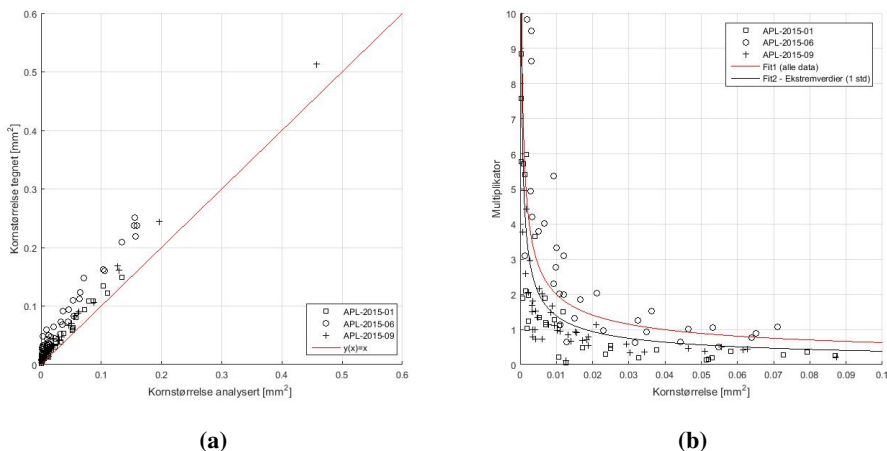 0.6
0.5
0.4
0.3
0.2
0.1
0
0 0.1 0.2 0.3 0.4 0.5 0.6
Kornstørrelse tegnet [mm²]
Kornstørrelse analysert [mm²]
APL-2015-01
APL-2015-06
APL-2015-09
y(x)=x
(a)
10
9
8
7
6
5
4
3
2
1
0
0 0.01 0.02 0.03 0.04 0.05 0.06 0.07 0.08 0.09 0.1
Multiplikator
Kornstørrelse [mm²]
APL-2015-01
APL-2015-06
APL-2015-09
Fit1 (alle data)
Fit2 - Ekstremverdier (1 std)
(b)